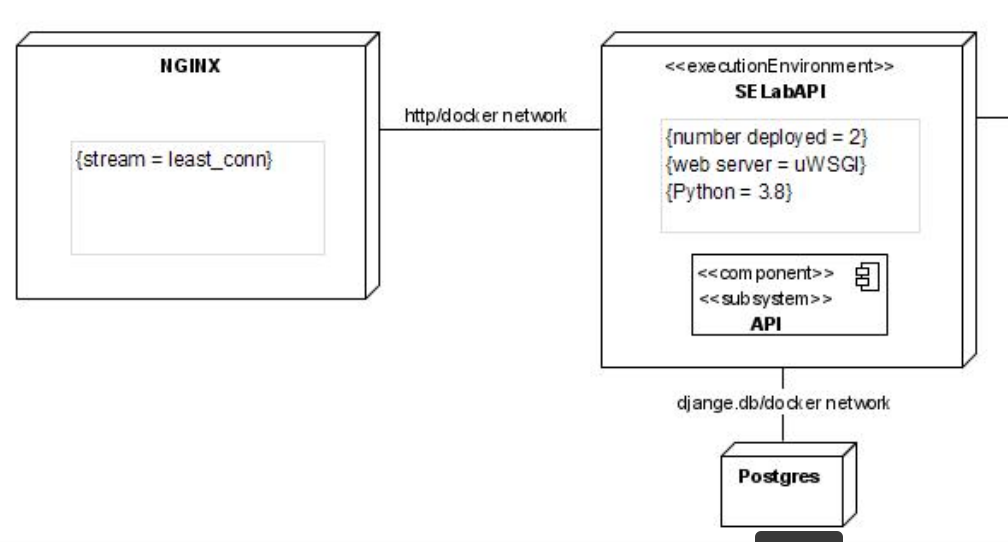 NGINX
{stream = least_conn}
http/docker network
<<executionEnvironment>>
SELabAPI
{number deployed = 2}
{web server = uWSGI}
{Python = 3.8}
<<component>>
<<subsystem>>
API
djange.db/docker network
Postgres